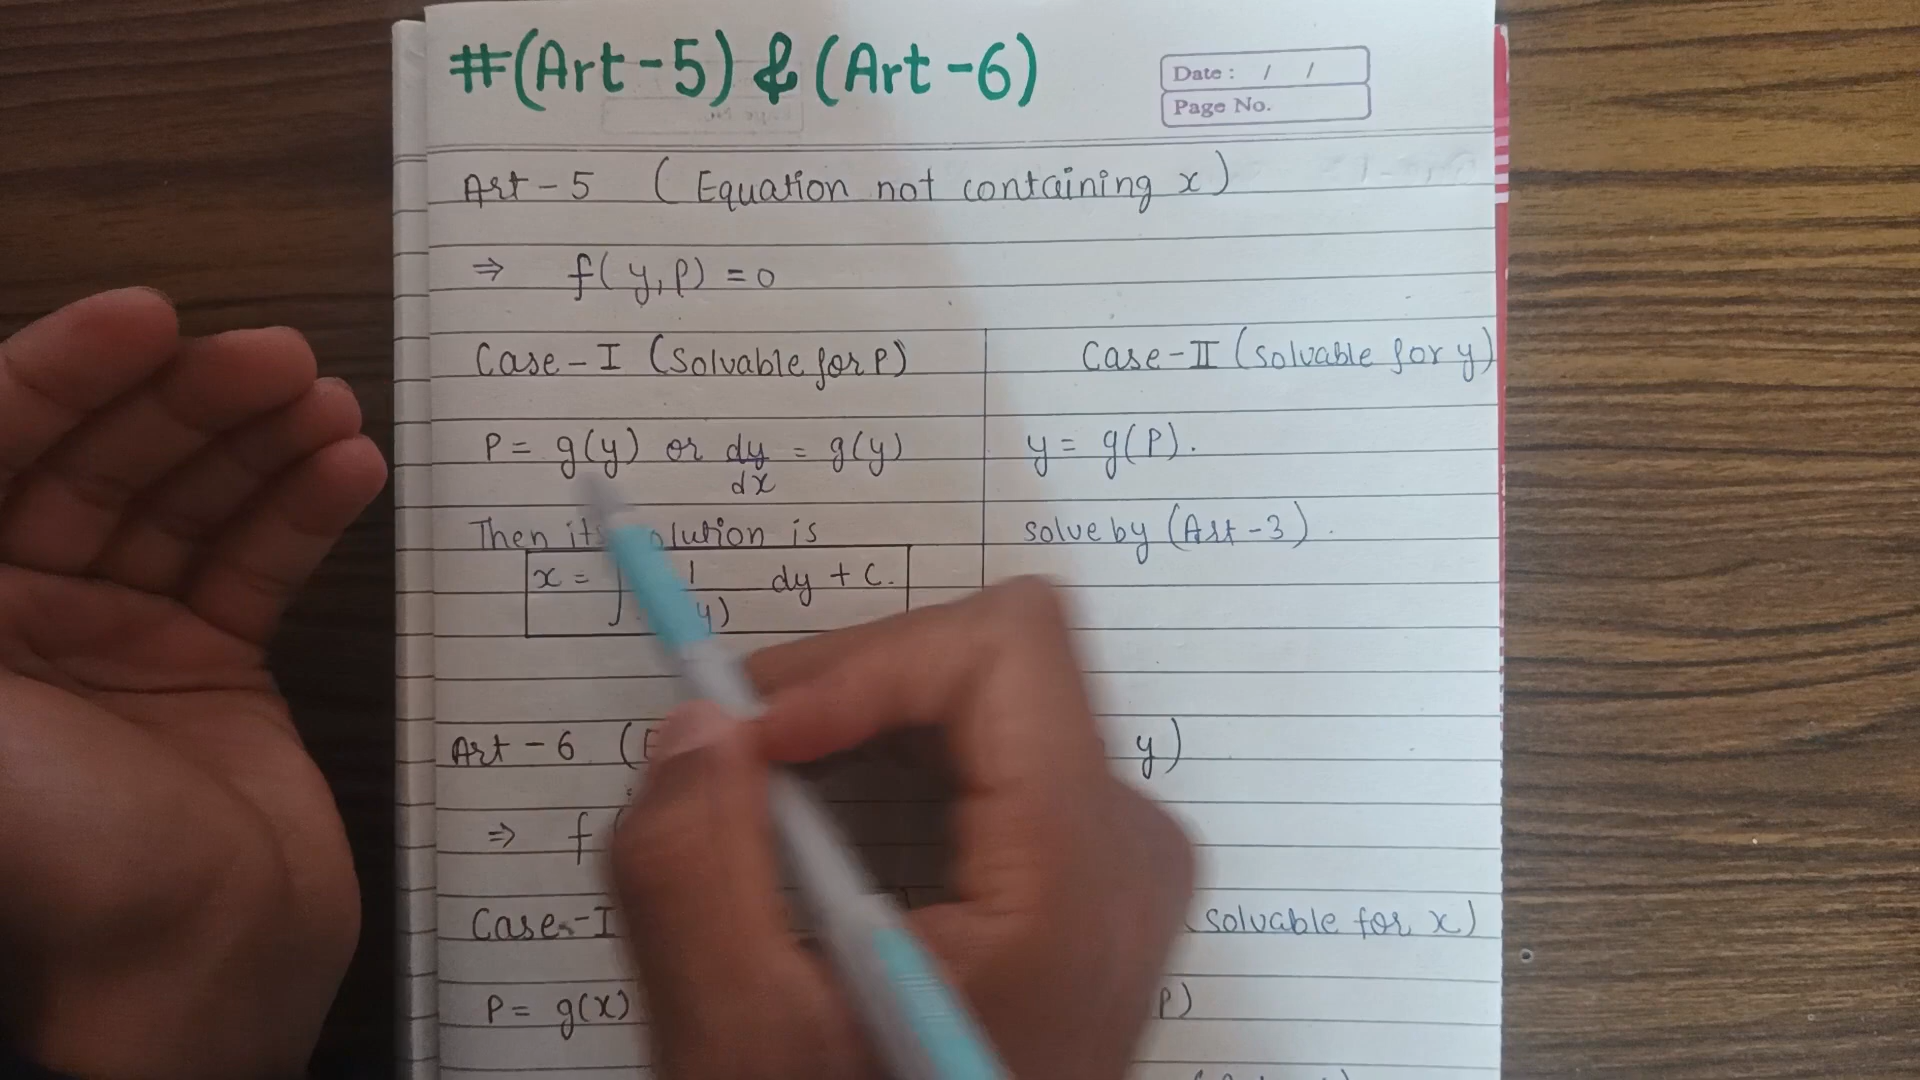 #(Art-5) & (Art-6)
Date : / /
Page No.
Art - 5 (Equation not containing x)
⇒ f(y, p) = 0
Case - I (Solvable for P)
Case - II (solvable for y)
P = g(y) or dy/dx = g(y)
y = g(P).
Then its solution is
solve by (Art-3).
x = ∫ 1 dy + c.
y)
Art - 6 ( y)
⇒ f
Case - I
(solvable for x)
P = g(x)
P)